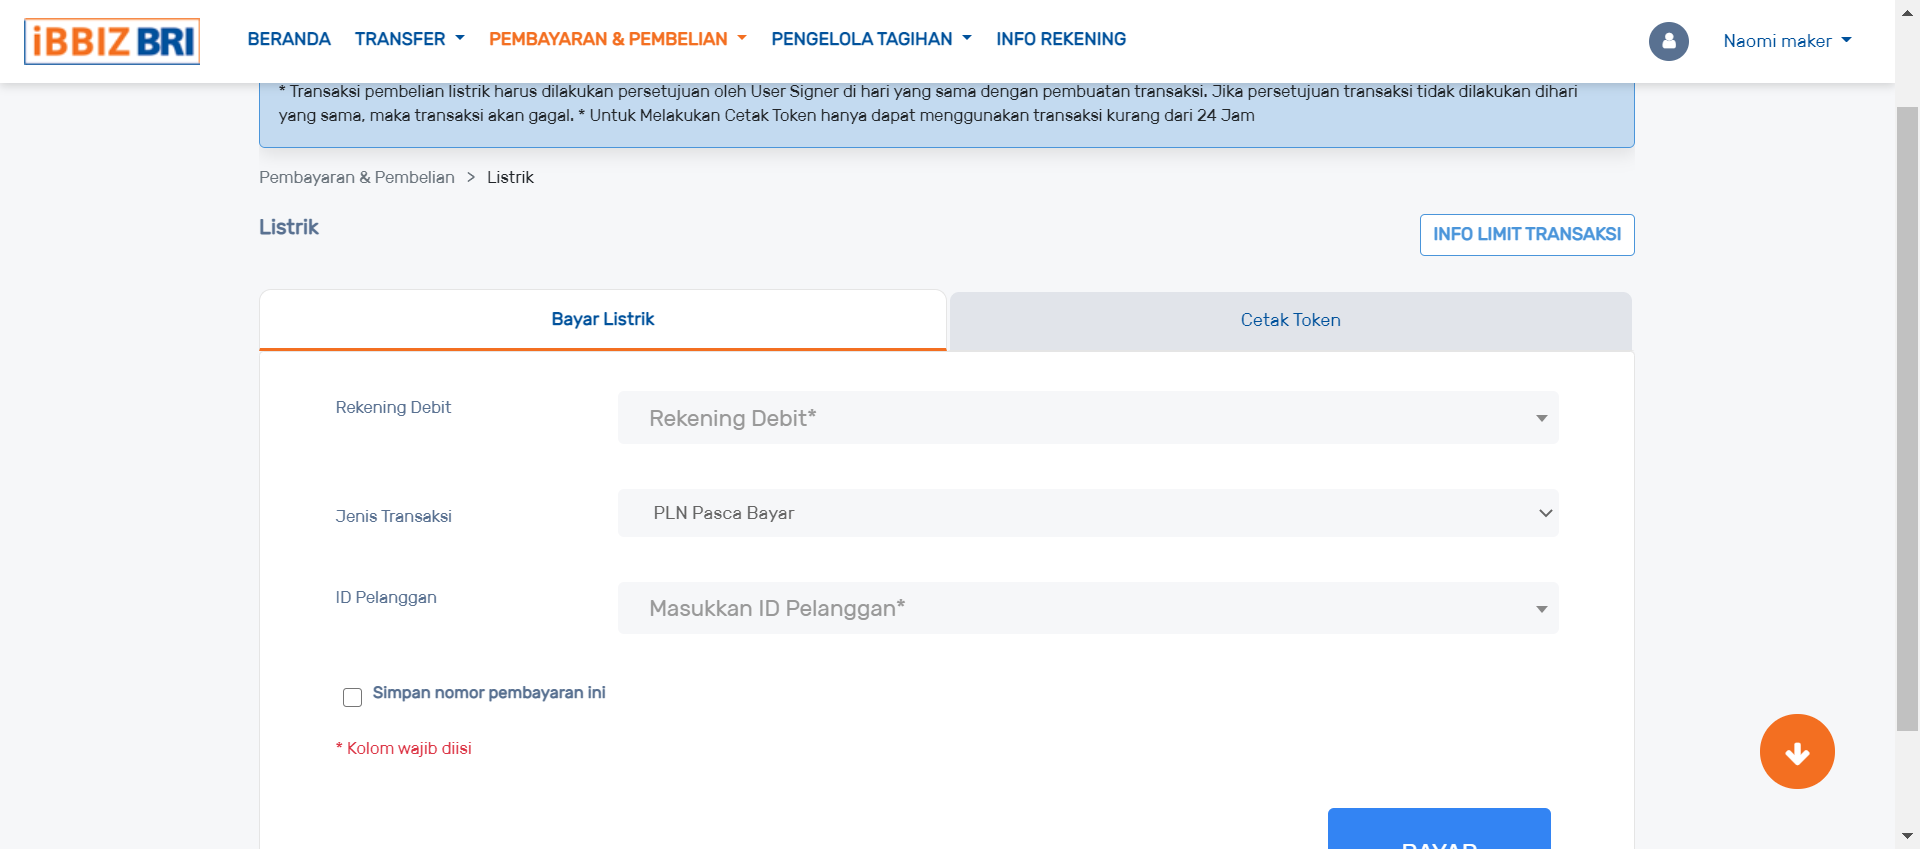 iBBIZ BRI
BERANDA TRANSFER PEMBAYARAN & PEMBELIAN PENGELOLA TAGIHAN INFO REKENING Naomi maker
* Transaksi pembelian listrik harus dilakukan persetujuan oleh User Signer di hari yang sama dengan pembuatan transaksi. Jika persetujuan transaksi tidak dilakukan dihari
yang sama, maka transaksi akan gagal. * Untuk Melakukan Cetak Token hanya dapat menggunakan transaksi kurang dari 24 Jam
Pembayaran & Pembelian > Listrik
Listrik
INFO LIMIT TRANSAKSI
Bayar Listrik
Cetak Token
Rekening Debit
Rekening Debit*
Jenis Transaksi
PLN Pasca Bayar
ID Pelanggan
Masukkan ID Pelanggan*
Simpan nomor pembayaran ini
* Kolom wajib diisi
BAYAR